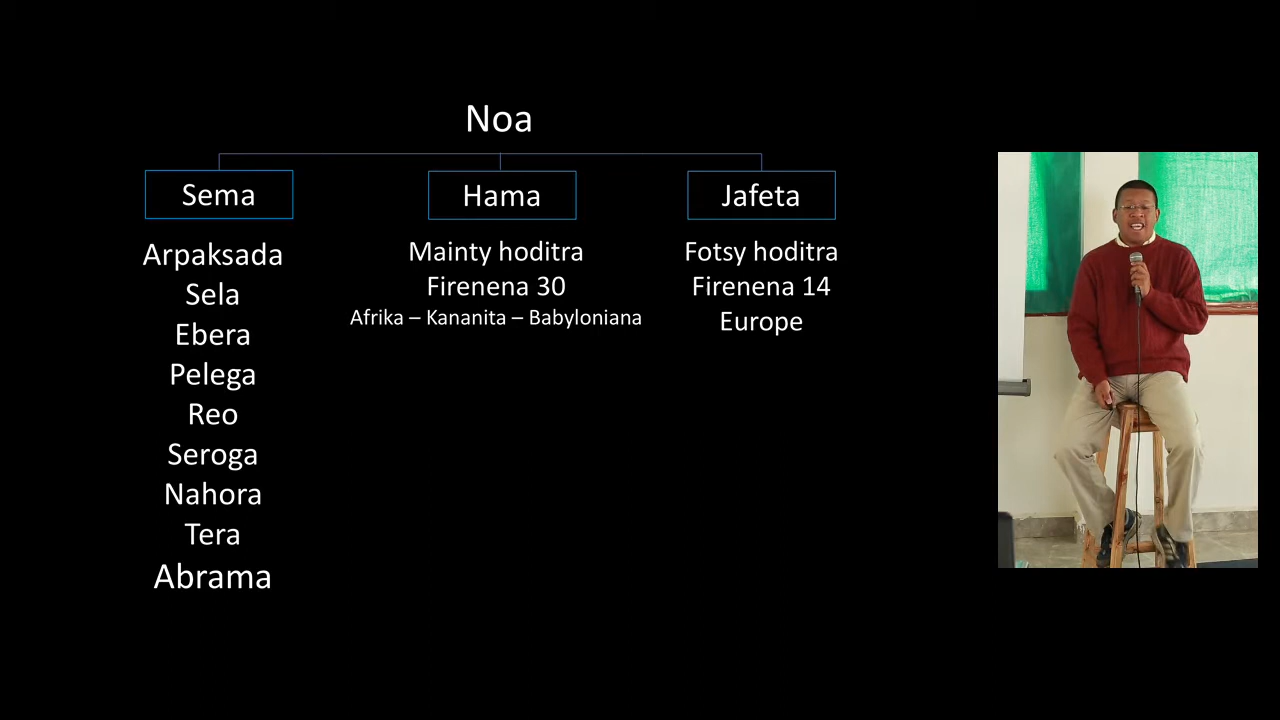 Noa
Sema
Hama
Jafeta
Arpaksada
Sela
Ebera
Pelega
Reo
Seroga
Nahora
Tera
Abrama
Mainty hoditra
Firenena 30
Afrika – Kananita – Babyloniana
Fotsy hoditra
Firenena 14
Europe